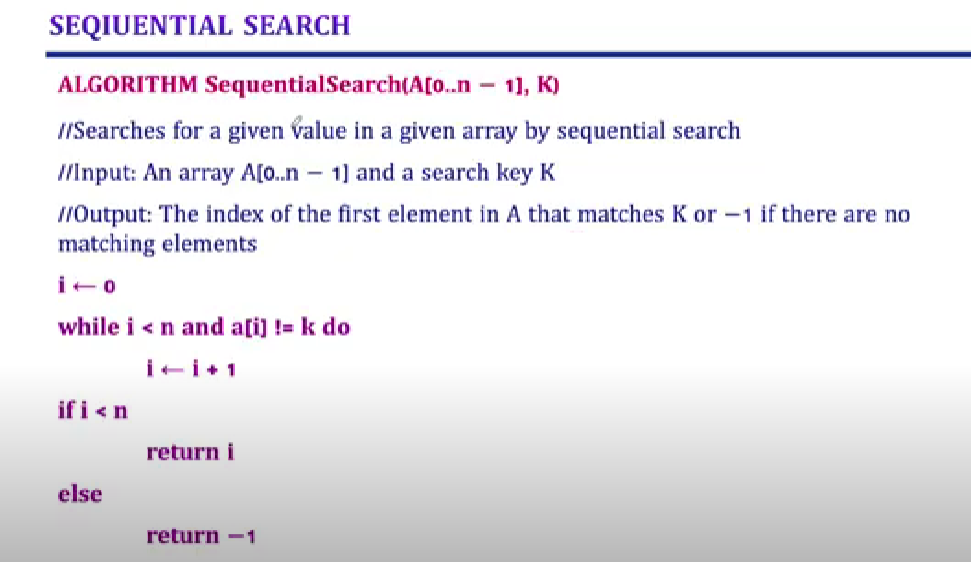 SEQIUENTIAL SEARCH
ALGORITHM SequentialSearch(A[0..n − 1], K)
//Searches for a given value in a given array by sequential search
//Input: An array A[0..n − 1] and a search key K
//Output: The index of the first element in A that matches K or −1 if there are no
matching elements
i ← 0
while i < n and a[i] != k do
i ← i + 1
if i < n
return i
else
return −1